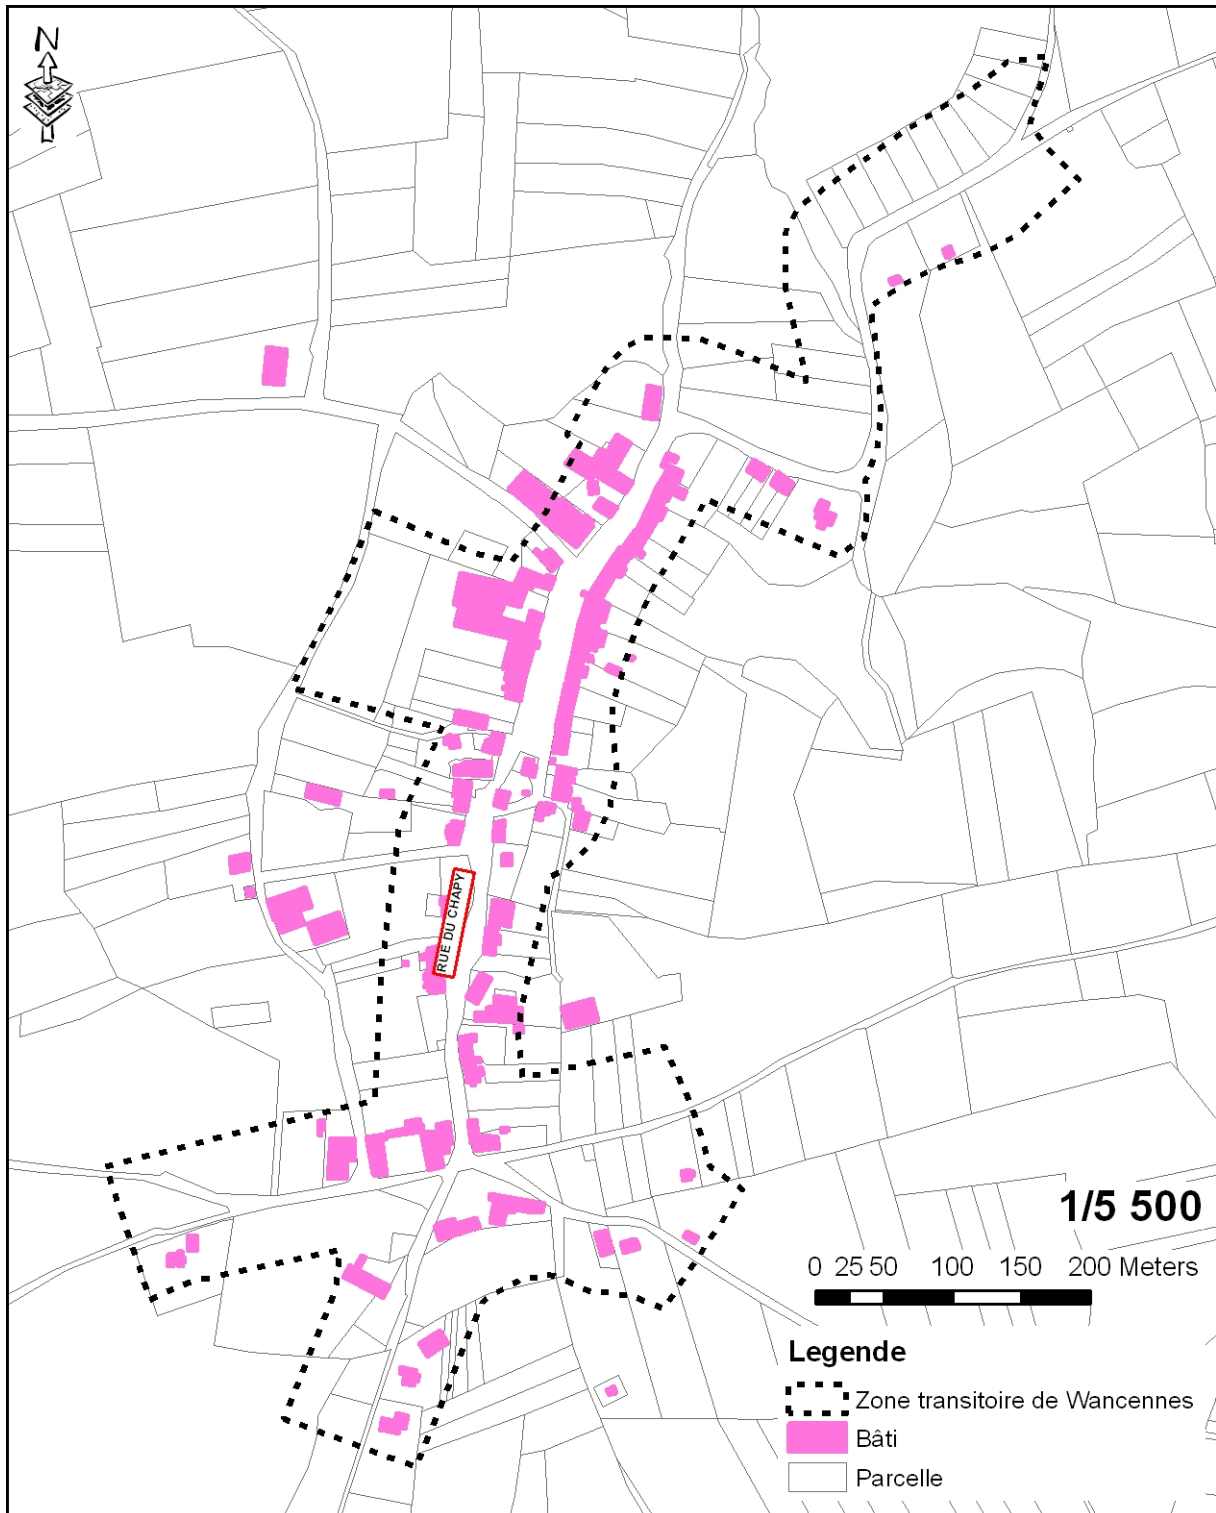 N
RUE DU CHAPY
1/5 500
0 25 50 100 150 200 Meters
Legende
Zone transitoire de Wancennes
Bâti
Parcelle